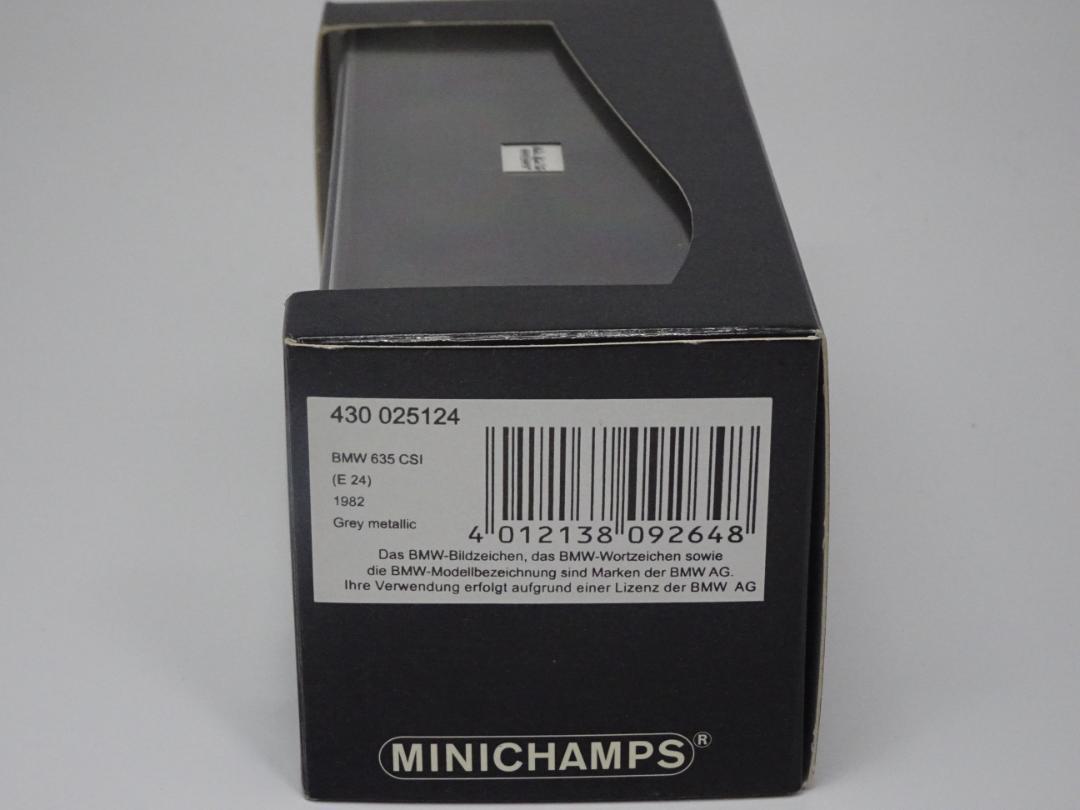 430 025124
BMW 635 CSI
(E 24)
1982
Grey metallic
4 012138 092648
Das BMW-Bildzeichen, das BMW-Wortzeichen sowie
die BMW-Modellbezeichnung sind Marken der BMW AG.
Ihre Verwendung erfolgt aufgrund einer Lizenz der BMW AG
MINICHAMPS®